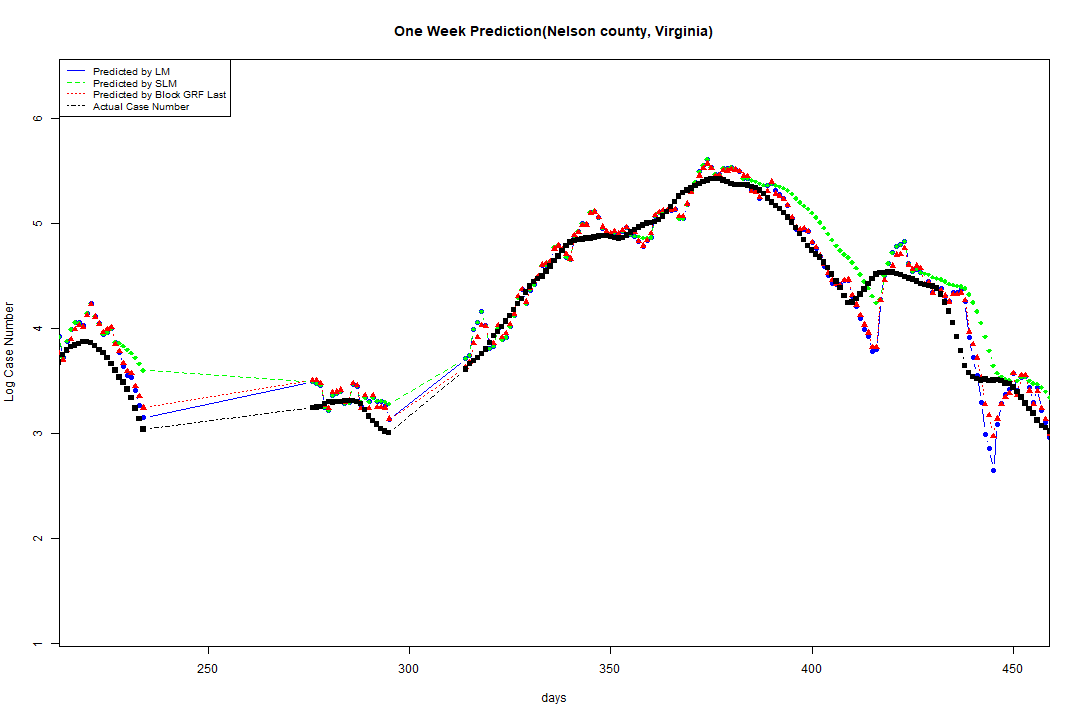 One Week Prediction(Nelson county, Virginia)
Predicted by LM
Predicted by SLM
Predicted by Block GRF Last
Actual Case Number
Log Case Number
6
5
4
3
2
1
250 300 350 400 450
days